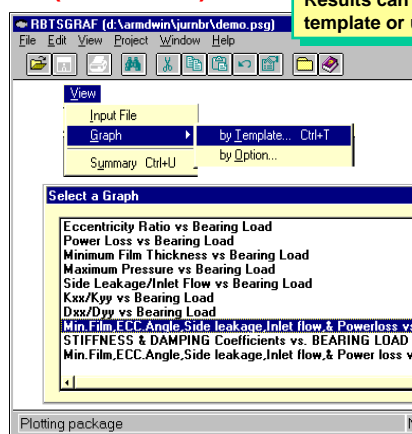 Results can
template or
RBTSGRAF (d:\armdwin\jurnbr\demo.psg)
File Edit View Project Window Help
View
Input File
Graph
by Template... Ctrl+T
Summary Ctrl+U
by Option...
Select a Graph
Eccentricity Ratio vs Bearing Load
Power Loss vs Bearing Load
Minimum Film Thickness vs Bearing Load
Maximum Pressure vs Bearing Load
Side Leakage/Inlet Flow vs Bearing Load
Kxx/Kyy vs Bearing Load
Dxx/Dyy vs Bearing Load
Min.Film,ECC.Angle,Side leakage,Inlet flow,& Powerloss vs
STIFFNESS & DAMPING Coefficients vs. BEARING LOAD
Min.Film,ECC.Angle,Side leakage,Inlet flow,& Power loss v
Plotting package